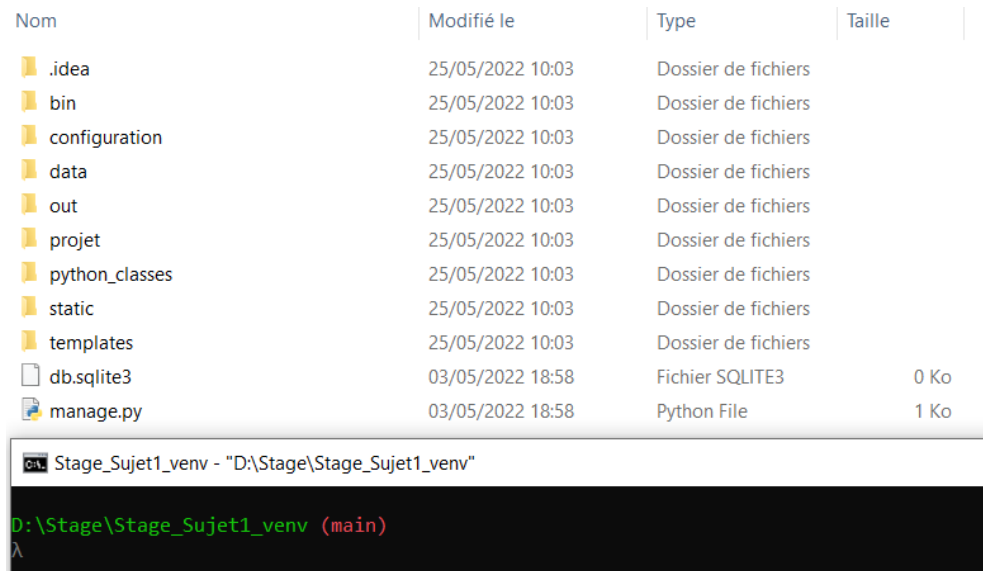 Nom Modifié le Type Taille
.idea 25/05/2022 10:03 Dossier de fichiers
bin 25/05/2022 10:03 Dossier de fichiers
configuration 25/05/2022 10:03 Dossier de fichiers
data 25/05/2022 10:03 Dossier de fichiers
out 25/05/2022 10:03 Dossier de fichiers
projet 25/05/2022 10:03 Dossier de fichiers
python_classes 25/05/2022 10:03 Dossier de fichiers
static 25/05/2022 10:03 Dossier de fichiers
templates 25/05/2022 10:03 Dossier de fichiers
db.sqlite3 03/05/2022 18:58 Fichier SQLITE3 0 Ko
manage.py 03/05/2022 18:58 Python File 1 Ko
Stage_Sujet1_venv - "D:\Stage\Stage_Sujet1_venv"
D:\Stage\Stage_Sujet1_venv (main)
λ